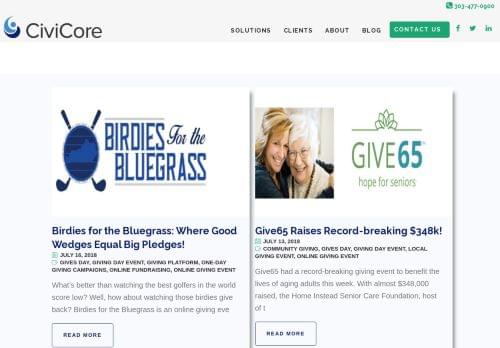 303-477-0900
CiviCore
SOLUTIONS CLIENTS ABOUT BLOG CONTACT US
BIRDIES For the
BLUEGRASS
GIVE65
hope for seniors
Birdies for the Bluegrass: Where Good
Wedges Equal Big Pledges!
JULY 16, 2018
GIVES DAY, GIVING DAY EVENT, GIVING PLATFORM, ONE-DAY
GIVING CAMPAIGNS, ONLINE FUNDRAISING, ONLINE GIVING EVENT
What's better than watching the best golfers in the world
score low? Well, how about watching those birdies give
back? Birdies for the Bluegrass is an online giving eve
READ MORE
Give65 Raises Record-breaking $348k!
JULY 13, 2018
COMMUNITY GIVING, GIVES DAY, GIVING DAY EVENT, LOCAL
GIVING EVENT, ONLINE GIVING EVENT
Give65 had a record-breaking giving event to benefit the
lives of aging adults this week. With almost $348,000
raised, the Home Instead Senior Care Foundation, host
of t
READ MORE